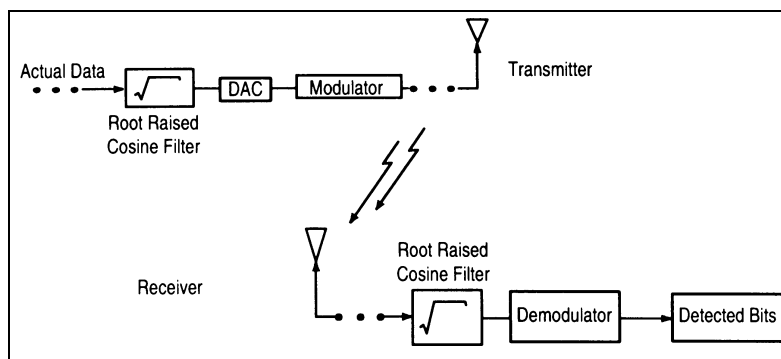 Actual Data
DAC
Modulator
Transmitter
Root Raised
Cosine Filter
Receiver
Root Raised
Cosine Filter
Demodulator
Detected Bits